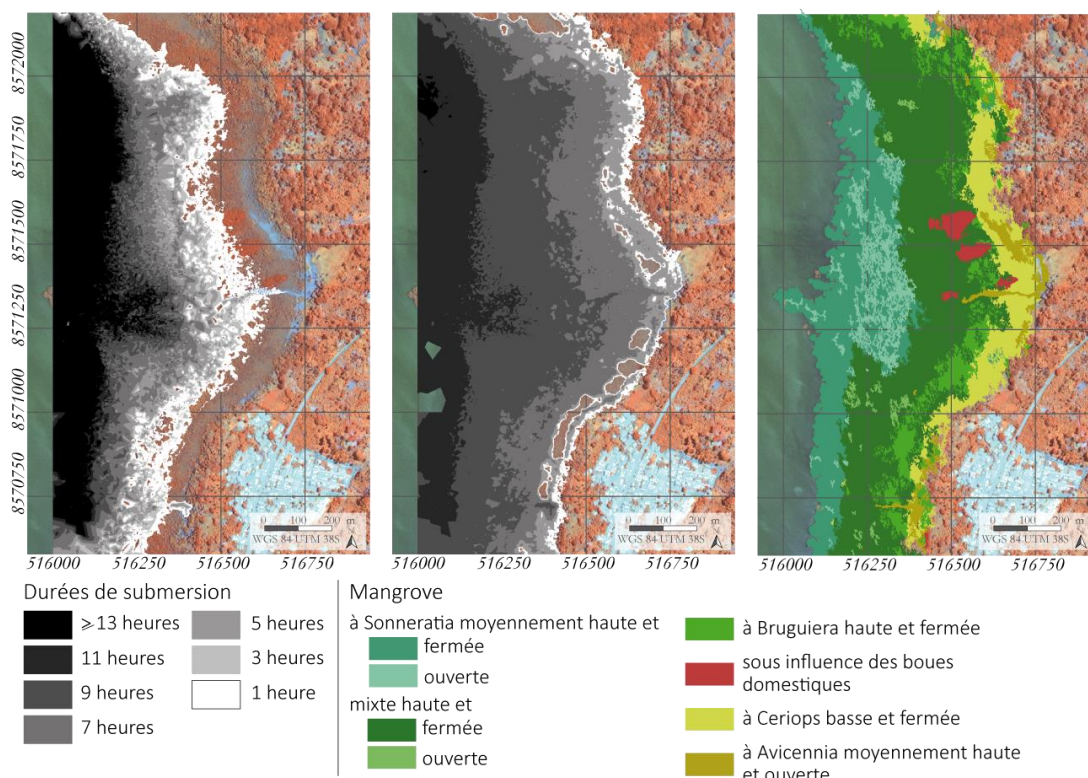 8572000
8571750
8571500
8571250
8571000
8570750
0 100 200 m
WGS 84 UTM 38S
516000 516250 516500 516750
0 100 200 m
WGS 84 UTM 38S
516000 516250 516500 516750
0 100 200 m
WGS 84 UTM 38S
516000 516250 516500 516750
Durées de submersion
⩾13 heures
11 heures
9 heures
7 heures
5 heures
3 heures
1 heure
Mangrove
à Sonneratia moyennement haute et
fermée
ouverte
mixte haute et
fermée
ouverte
à Bruguiera haute et fermée
sous influence des boues
domestiques
à Ceriops basse et fermée
à Avicennia moyennement haute
et ouverte